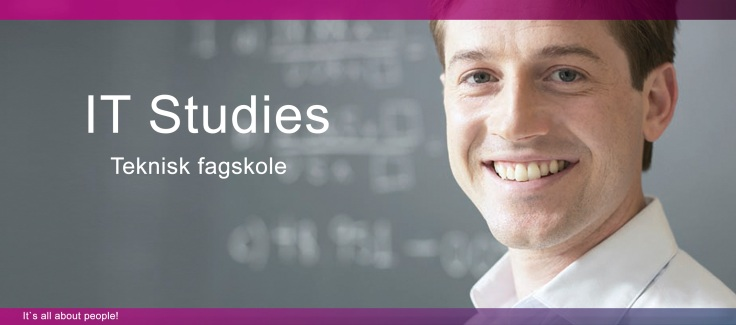 IT Studies
Teknisk fagskole
It`s all about people!